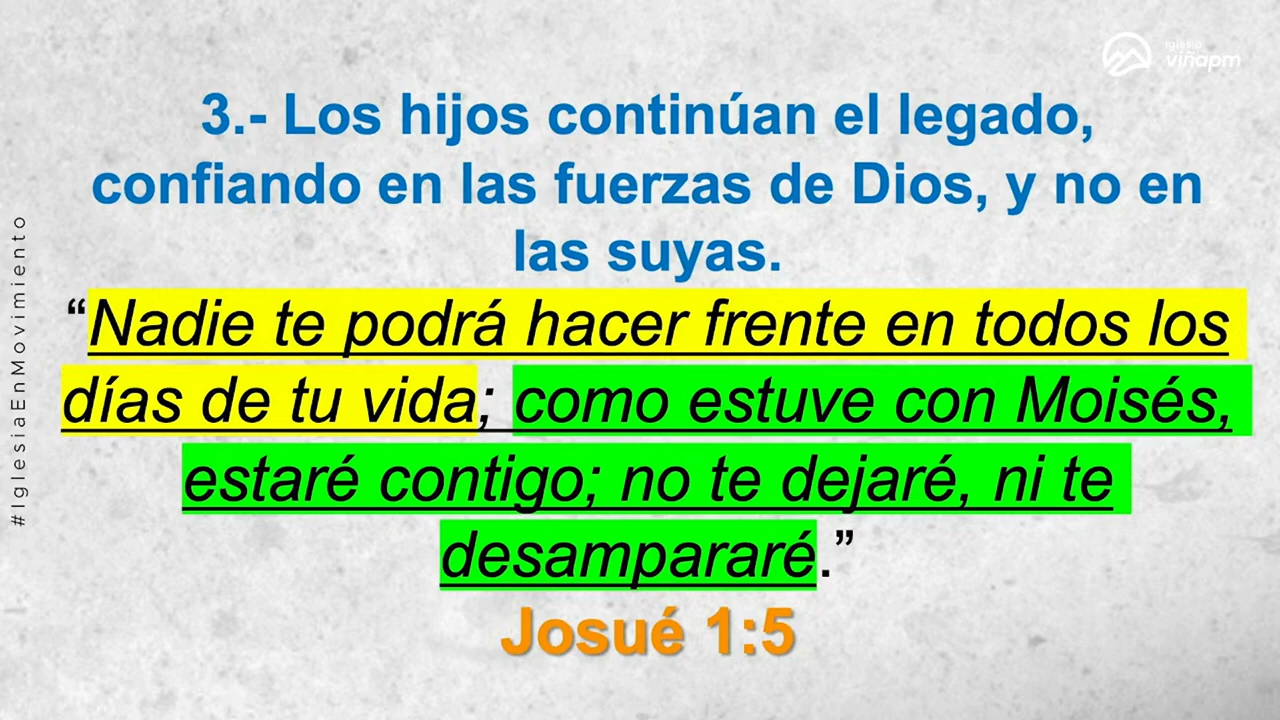 Iglesia
viñapm
3.- Los hijos continúan el legado,
confiando en las fuerzas de Dios, y no en
las suyas.
“Nadie te podrá hacer frente en todos los
días de tu vida; como estuve con Moisés,
estaré contigo; no te dejaré, ni te
desampararé.”
Josué 1:5
#IglesiaEnMovimiento